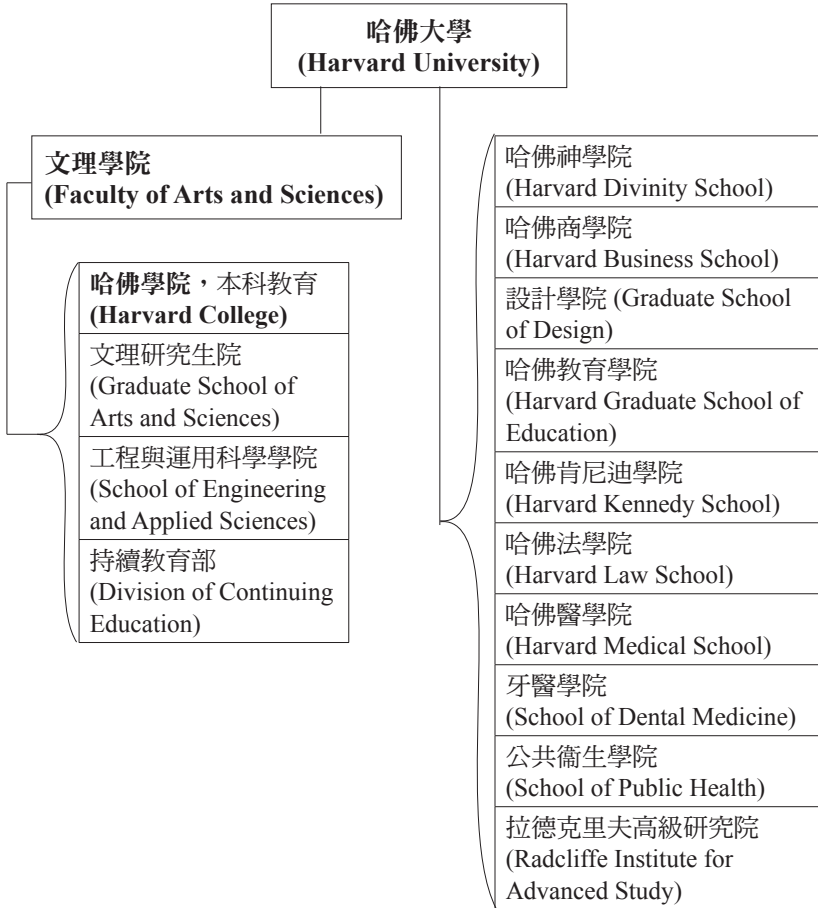 哈佛大學
(Harvard University)
文理學院
(Faculty of Arts and Sciences)
哈佛學院，本科教育
(Harvard College)
文理研究生院
(Graduate School of
Arts and Sciences)
工程與運用科學學院
(School of Engineering
and Applied Sciences)
持續教育部
(Division of Continuing
Education)
哈佛神學院
(Harvard Divinity School)
哈佛商學院
(Harvard Business School)
設計學院 (Graduate School
of Design)
哈佛教育學院
(Harvard Graduate School of
Education)
哈佛肯尼迪學院
(Harvard Kennedy School)
哈佛法學院
(Harvard Law School)
哈佛醫學院
(Harvard Medical School)
牙醫學院
(School of Dental Medicine)
公共衞生學院
(School of Public Health)
拉德克里夫高級研究院
(Radcliffe Institute for
Advanced Study)